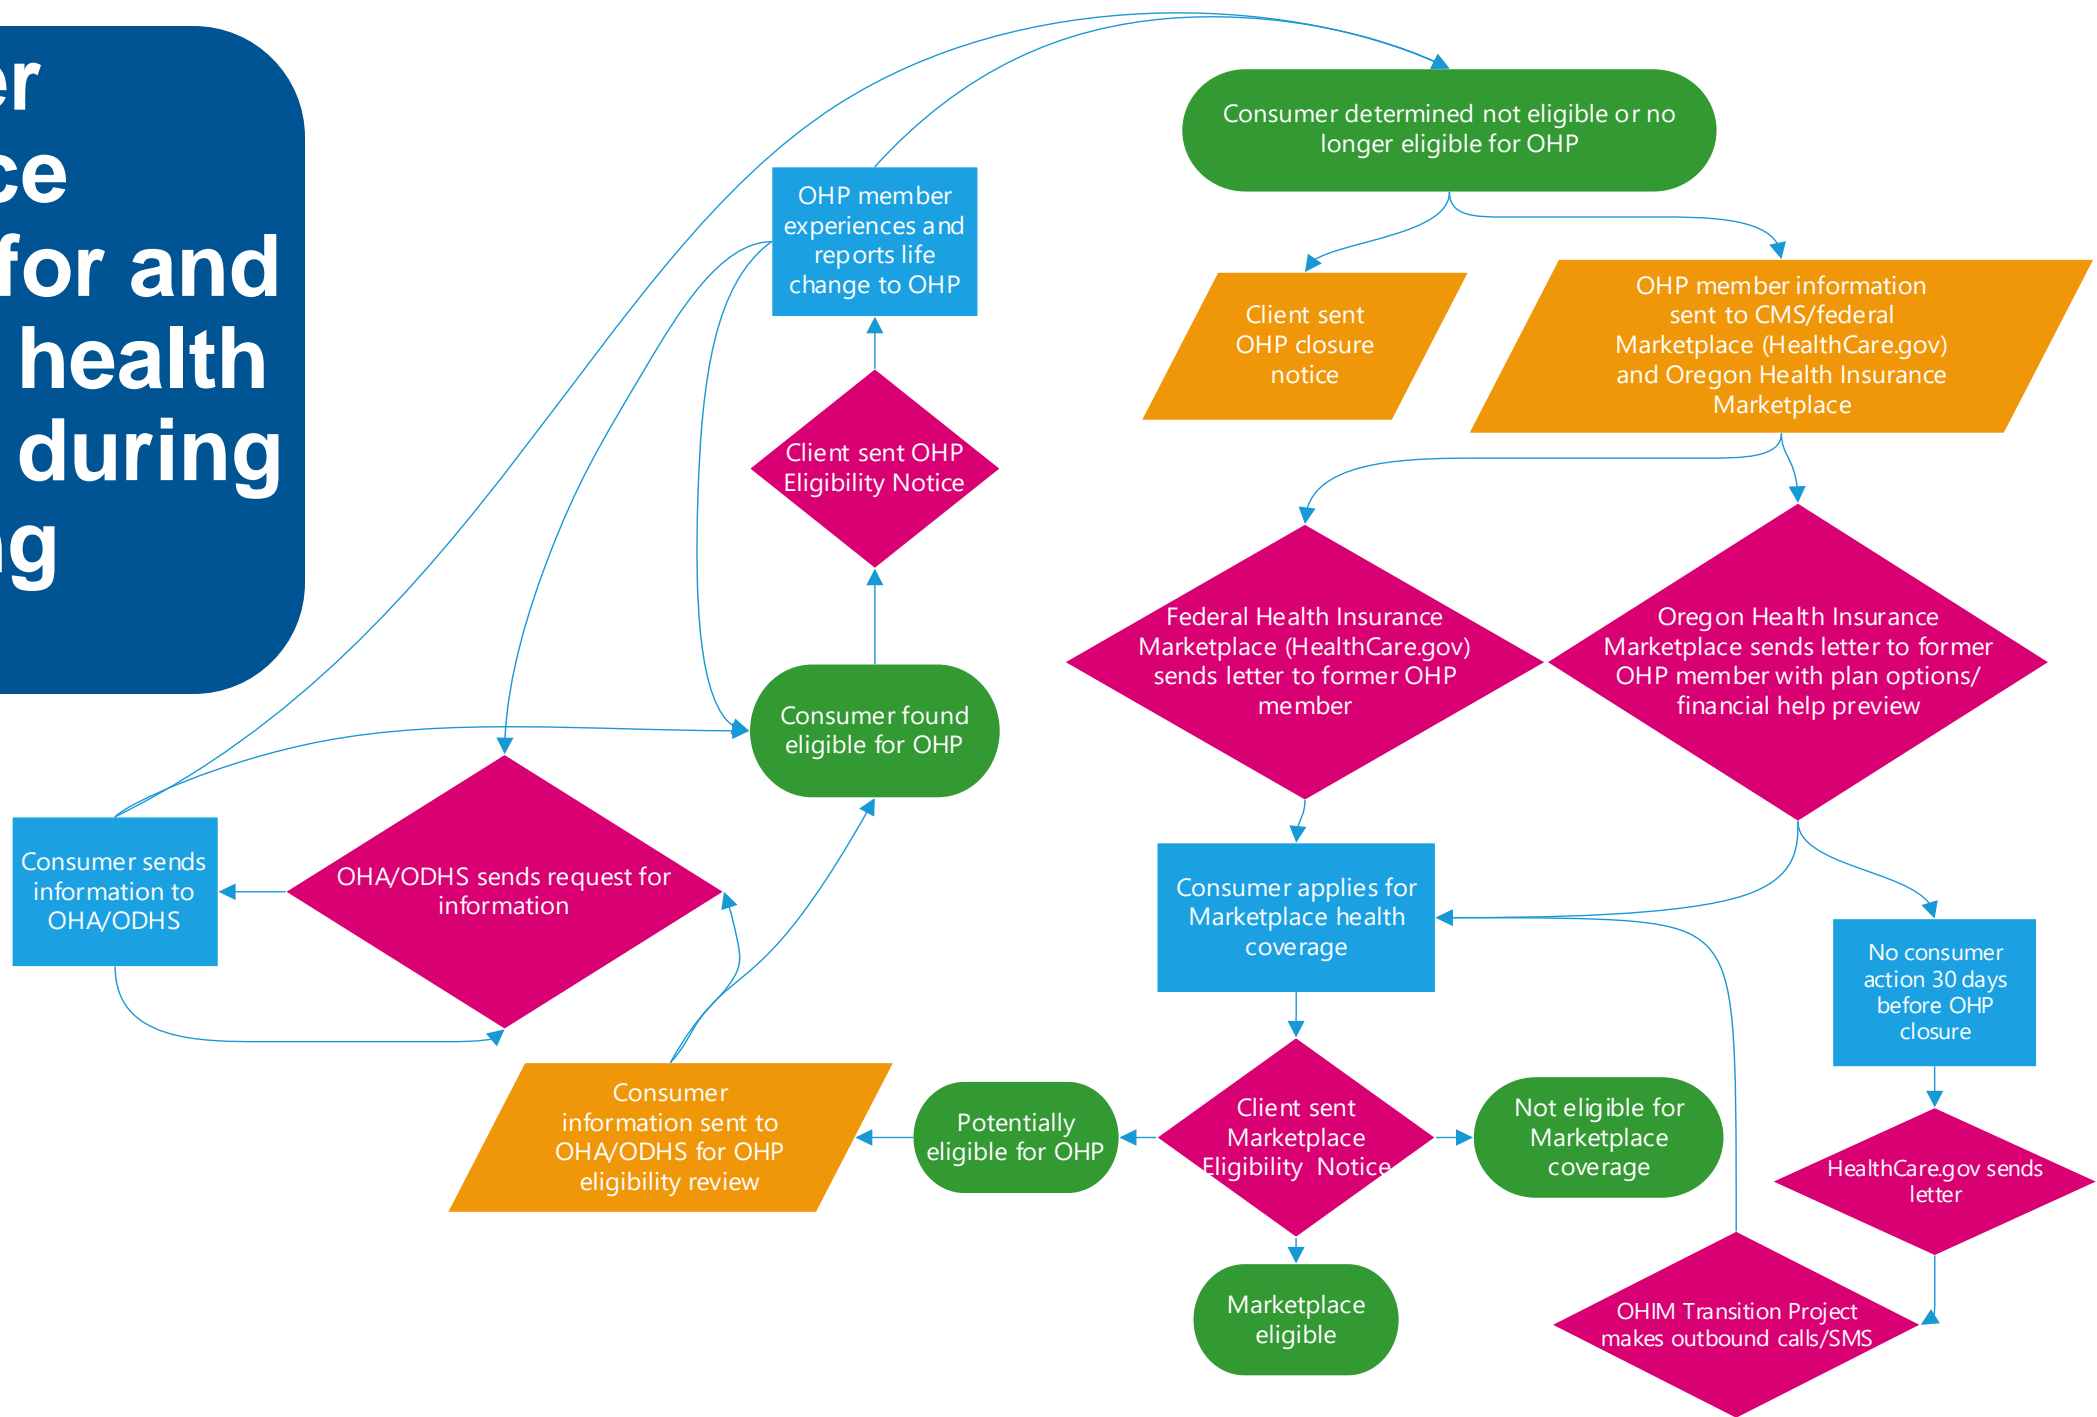 for and
health
during
Consumer determined not eligible or no
longer eligible for OHP
OHP member
experiences and
reports life
change to OHP
Client sent
OHP closure
notice
OHP member information
sent to CMS/federal
Marketplace (HealthCare.gov)
and Oregon Health Insurance
Marketplace
Client sent OHP
Eligibility Notice
Federal Health Insurance
Marketplace (HealthCare.gov)
sends letter to former OHP
member
Oregon Health Insurance
Marketplace sends letter to former
OHP member with plan options/
financial help preview
Consumer found
eligible for OHP
Consumer sends
information to
OHA/ODHS
OHA/ODHS sends request for
information
Consumer applies for
Marketplace health
coverage
No consumer
action 30 days
before OHP
closure
Consumer
information sent to
OHA/ODHS for OHP
eligibility review
Potentially
eligible for OHP
Client sent
Marketplace
Eligibility Notice
Not eligible for
Marketplace
coverage
HealthCare.gov sends
letter
Marketplace
eligible
OHIM Transition Project
makes outbound calls/SMS